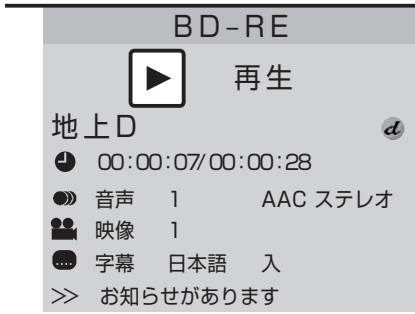 BD-RE
再生
地上D
d
00:00:07/00:00:28
音声 1 AAC ステレオ
映像 1
字幕 日本語 入
>> お知らせがあります